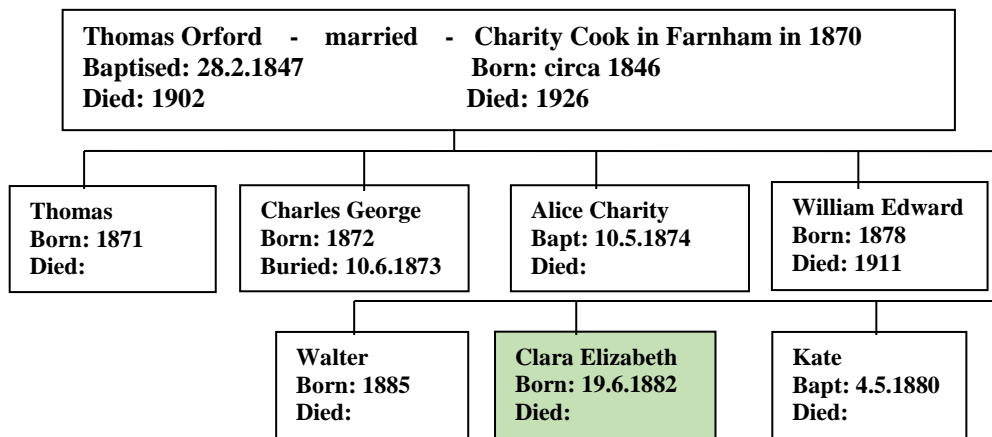 Thomas Orford - married - Charity Cook in Farnham in 1870
Baptised: 28.2.1847 Born: circa 1846
Died: 1902 Died: 1926
Thomas
Born: 1871
Died:
Charles George
Born: 1872
Buried: 10.6.1873
Alice Charity
Bapt: 10.5.1874
Died:
William Edward
Born: 1878
Died: 1911
Walter
Born: 1885
Died:
Clara Elizabeth
Born: 19.6.1882
Died:
Kate
Bapt: 4.5.1880
Died: